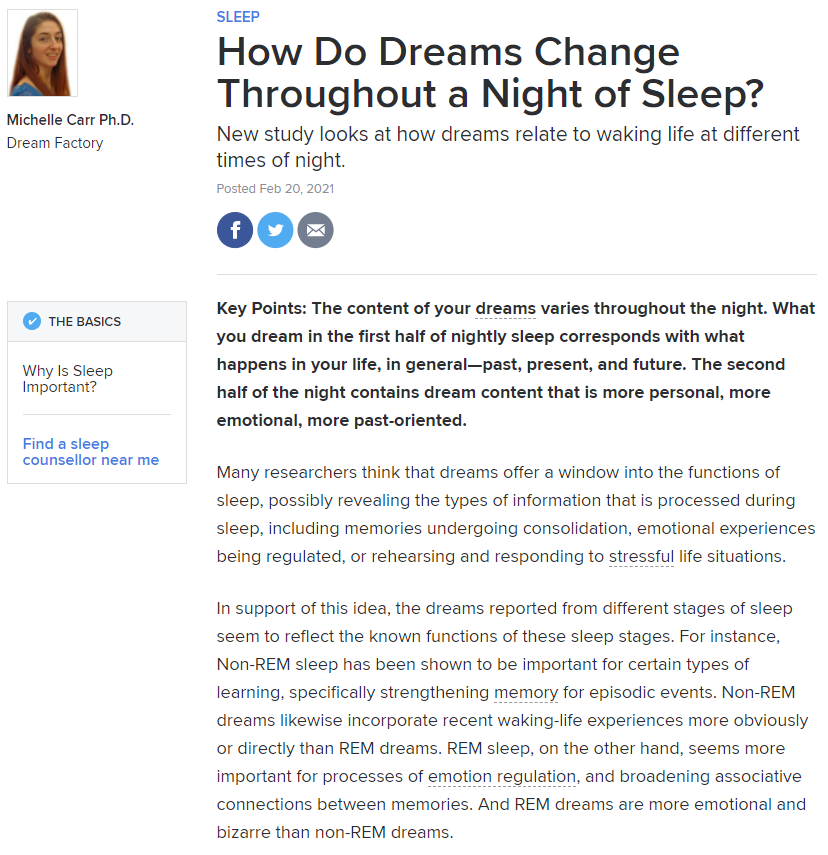 Michelle Carr Ph.D.
Dream Factory
SLEEP
How Do Dreams Change
Throughout a Night of Sleep?
New study looks at how dreams relate to waking life at different
times of night.
Posted Feb 20, 2021
f
THE BASICS
Why Is Sleep
Important?
Find a sleep
counsellor near me
Key Points: The content of your dreams varies throughout the night. What
you dream in the first half of nightly sleep corresponds with what
happens in your life, in general—past, present, and future. The second
half of the night contains dream content that is more personal, more
emotional, more past-oriented.
Many researchers think that dreams offer a window into the functions of
sleep, possibly revealing the types of information that is processed during
sleep, including memories undergoing consolidation, emotional experiences
being regulated, or rehearsing and responding to stressful life situations.
In support of this idea, the dreams reported from different stages of sleep
seem to reflect the known functions of these sleep stages. For instance,
Non-REM sleep has been shown to be important for certain types of
learning, specifically strengthening memory for episodic events. Non-REM
dreams likewise incorporate recent waking-life experiences more obviously
or directly than REM dreams. REM sleep, on the other hand, seems more
important for processes of emotion regulation, and broadening associative
connections between memories. And REM dreams are more emotional and
bizarre than non-REM dreams.